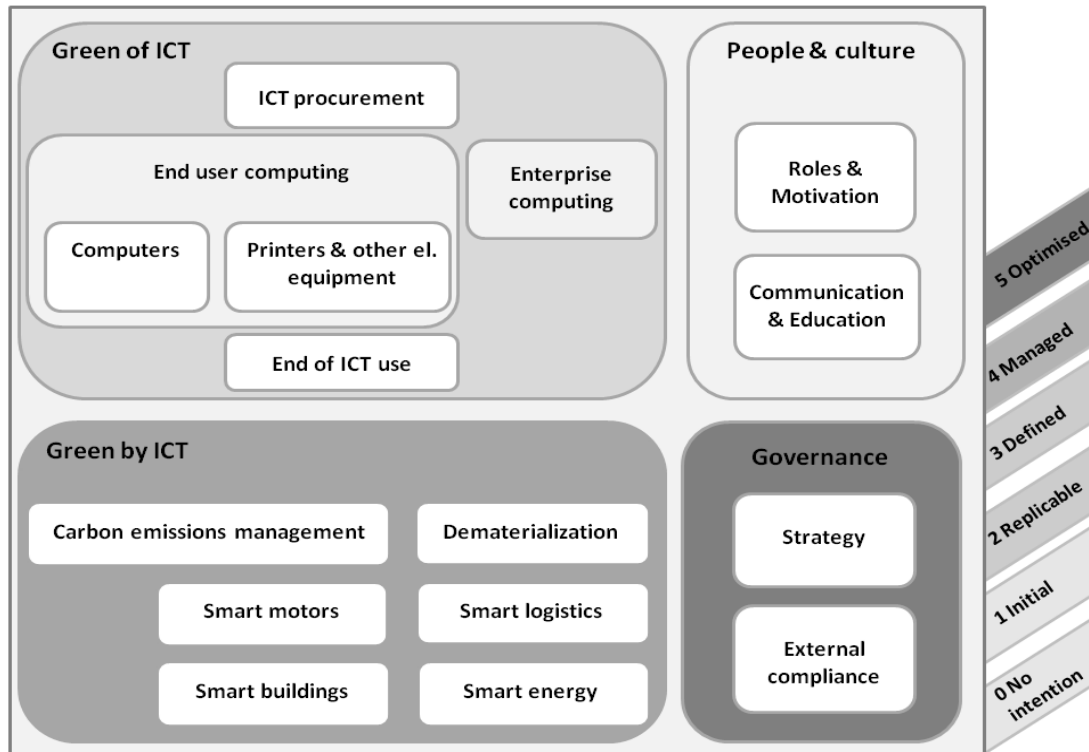 Green of ICT
ICT procurement
End user computing
Computers
Printers & other el.
equipment
Enterprise
computing
End of ICT use
People & culture
Roles &
Motivation
Communication
& Education
Green by ICT
Carbon emissions management
Dematerialization
Smart motors
Smart logistics
Smart buildings
Smart energy
Governance
Strategy
External
compliance
5 Optimised
4 Managed
3 Defined
2 Replicable
1 Initial
0 No
intention